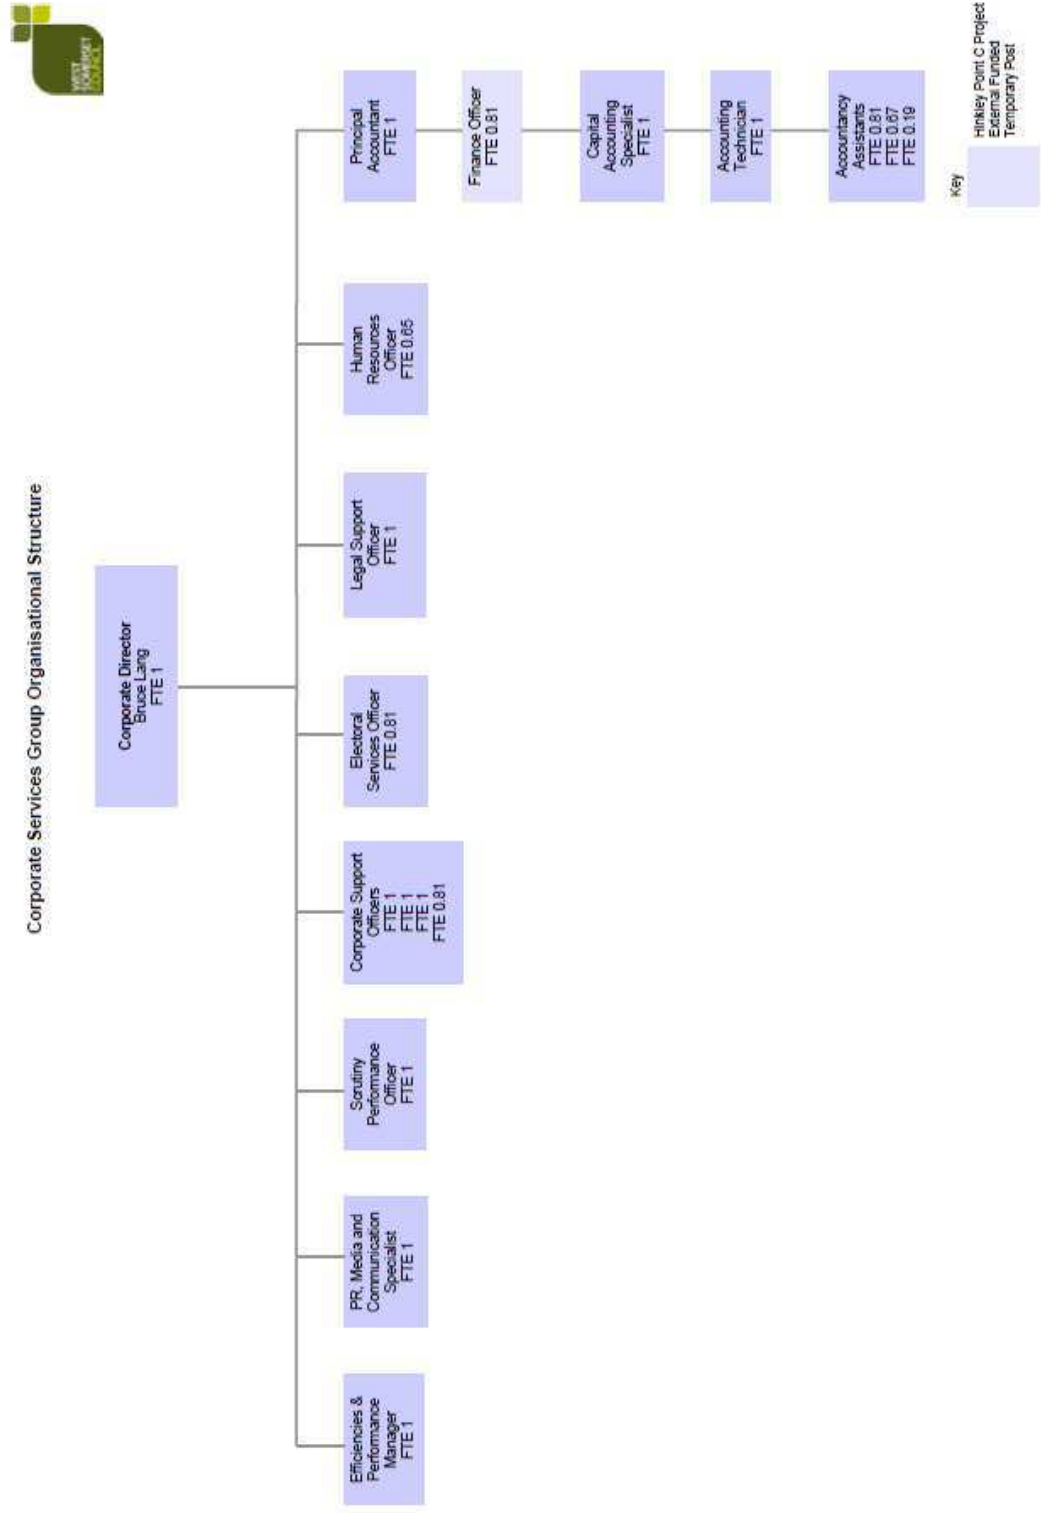 WEST
SOMERSET
COUNCIL
Corporate Services Group Organisational Structure
Corporate Director
Bruce Lang
FTE 1
Efficiencies &
Performance
Manager
FTE 1
PR, Media and
Communication
Specialist
FTE 1
Scrutiny
Performance
Officer
FTE 1
Corporate Support
Officers
FTE 1
FTE 1
FTE 1
FTE 0.81
Electoral
Services Officer
FTE 0.81
Legal Support
Officer
FTE 1
Human
Resources
Officer
FTE 0.65
Principal
Accountant
FTE 1
Finance Officer
FTE 0.81
Capital
Accounting
Specialist
FTE 1
Accounting
Technician
FTE 1
Accountancy
Assistants
FTE 0.81
FTE 0.67
FTE 0.19
Key
Hinkley Point C Project
External Funded
Temporary Post